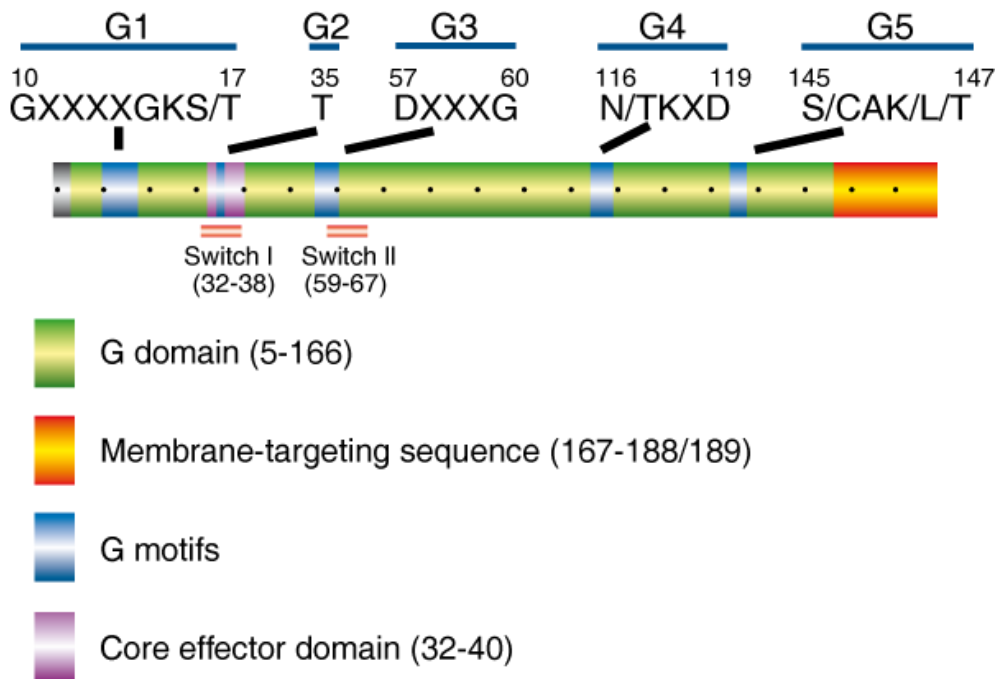 G1 G2 G3 G4 G5
10 17 35 57 60 116 119 145 147
GXXXXGKS/T T DXXXG N/TKXD S/CAK/L/T
Switch I Switch II
(32-38) (59-67)
G domain (5-166)
Membrane-targeting sequence (167-188/189)
G motifs
Core effector domain (32-40)